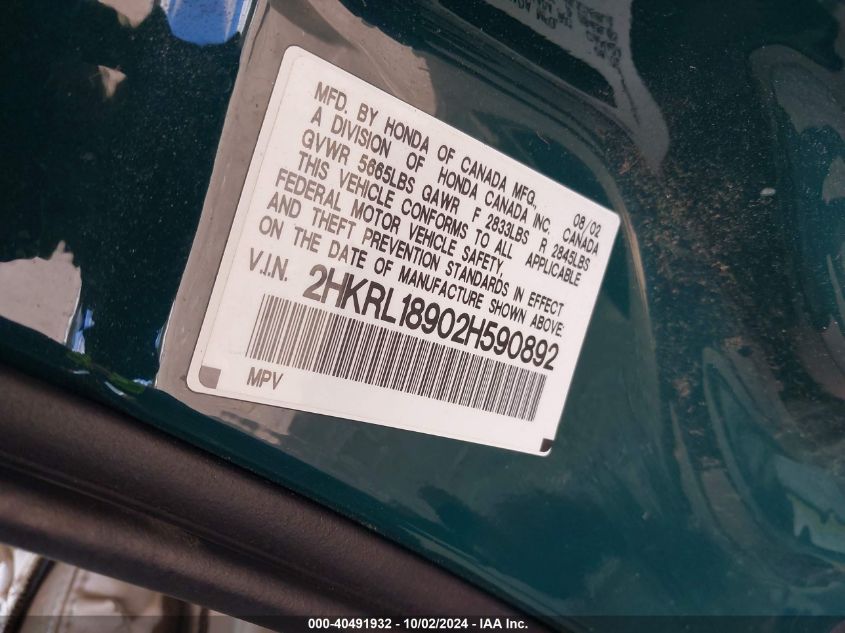 MFD. BY HONDA OF CANADA MFG. 08/02
A DIVISION OF HONDA CANADA INC. CANADA
GVWR 5665LBS GAWR F 2833LBS R 2845LBS
THIS VEHICLE CONFORMS TO ALL APPLICABLE
FEDERAL MOTOR VEHICLE SAFETY,
AND THEFT PREVENTION STANDARDS IN EFFECT
ON THE DATE OF MANUFACTURE SHOWN ABOVE
V.I.N. 2HKRL18902H590892
MPV
000-40491932 - 10/02/2024 - IAA Inc.